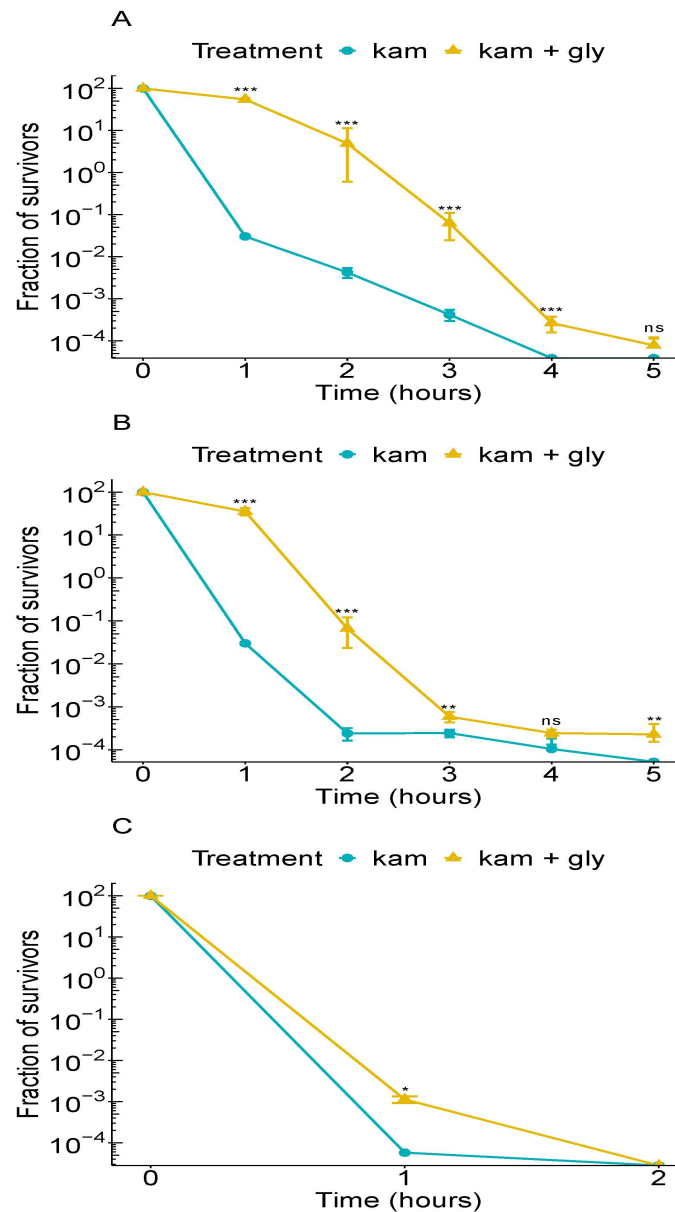 A
Treatment kam kam + gly
Fraction of survivors
10² *** *** *** *** ns
10¹
10⁰
10⁻¹
10⁻²
10⁻³
10⁻⁴
0 1 2 3 4 5
Time (hours)
B
Treatment kam kam + gly
Fraction of survivors
10² *** *** ** ns **
10¹
10⁰
10⁻¹
10⁻²
10⁻³
10⁻⁴
0 1 2 3 4 5
Time (hours)
C
Treatment kam kam + gly
Fraction of survivors
10²
10¹
10⁰
10⁻¹
10⁻²
10⁻³ *
10⁻⁴
0 1 2
Time (hours)